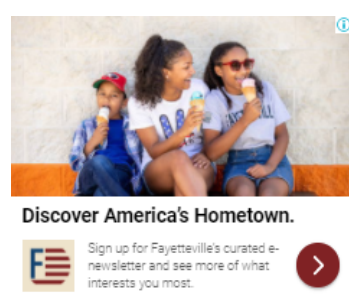 Discover America's Hometown.
Sign up for Fayetteville's curated e-
newsletter and see more of what
interests you most.